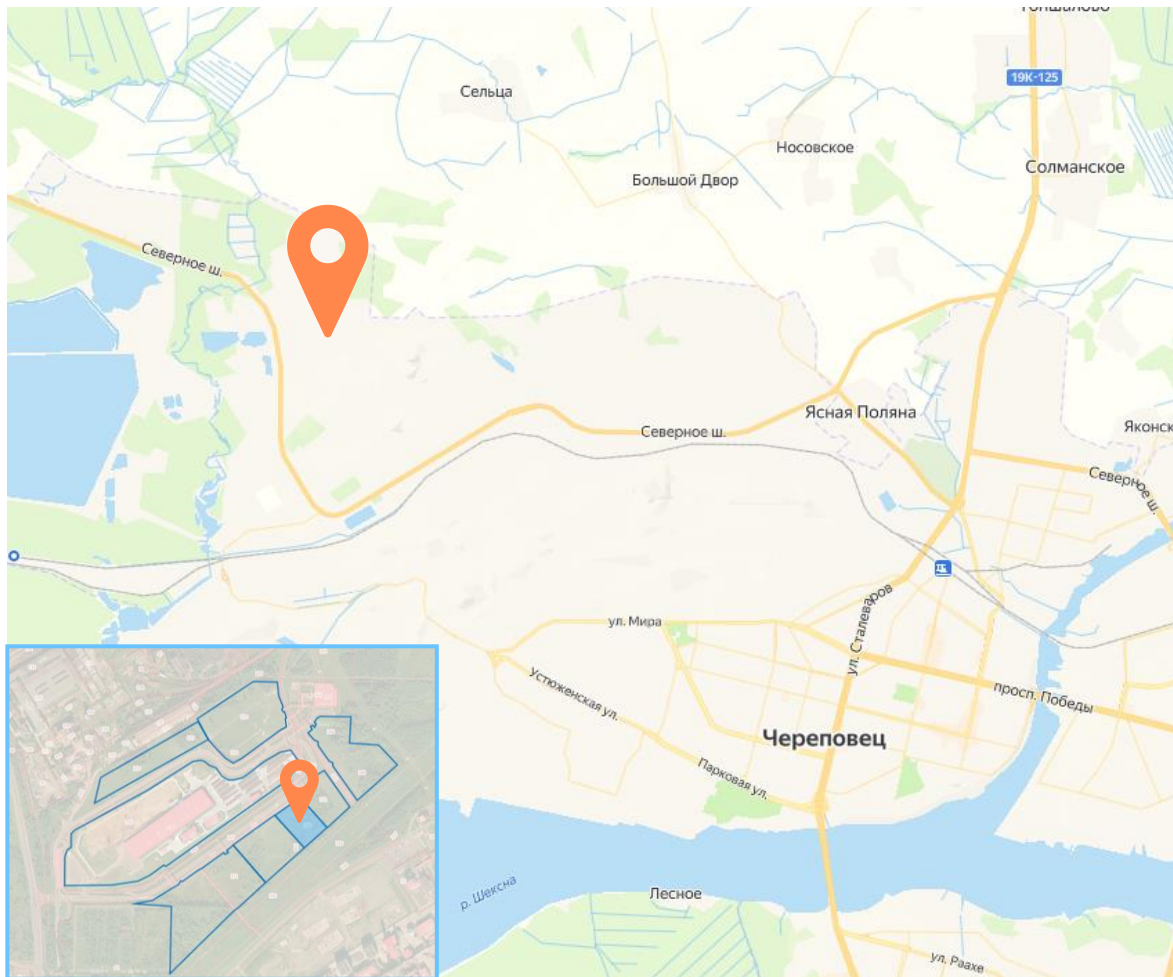 Тоншалово
19К-125
Сельца
Носовское
Солманское
Большой Двор
Северное ш.
Ясная Поляна
Северное ш.
Яконск
Северное ш.
ул. Сталеваров
ул. Мира
просп. Победы
Устюженская ул.
Череповец
Парковая ул.
р. Шексна
Лесное
ул. Раахе